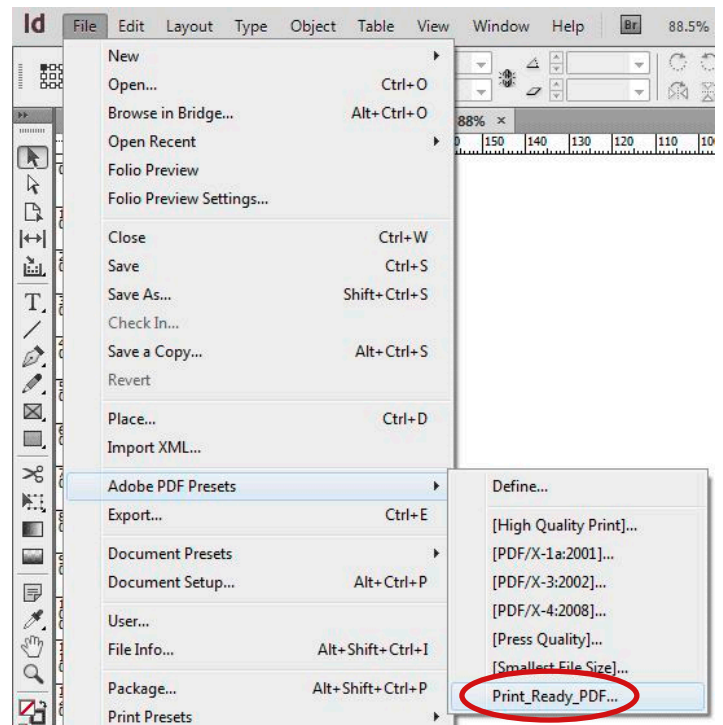 Id File Edit Layout Type Object Table View Window Help Br 88.5%
New
Open... Ctrl+O
Browse in Bridge... Alt+Ctrl+O
Open Recent
Folio Preview
Folio Preview Settings...
Close Ctrl+W
Save Ctrl+S
Save As... Shift+Ctrl+S
Check In...
Save a Copy... Alt+Ctrl+S
Revert
Place... Ctrl+D
Import XML...
Adobe PDF Presets
Export... Ctrl+E
Document Presets
Document Setup... Alt+Ctrl+P
User...
File Info... Alt+Shift+Ctrl+I
Package... Alt+Shift+Ctrl+P
Print Presets
88% ×
150 140 130 120 110
Define...
[High Quality Print]...
[PDF/X-1a:2001]...
[PDF/X-3:2002]...
[PDF/X-4:2008]...
[Press Quality]...
[Smallest File Size]...
Print_Ready_PDF...